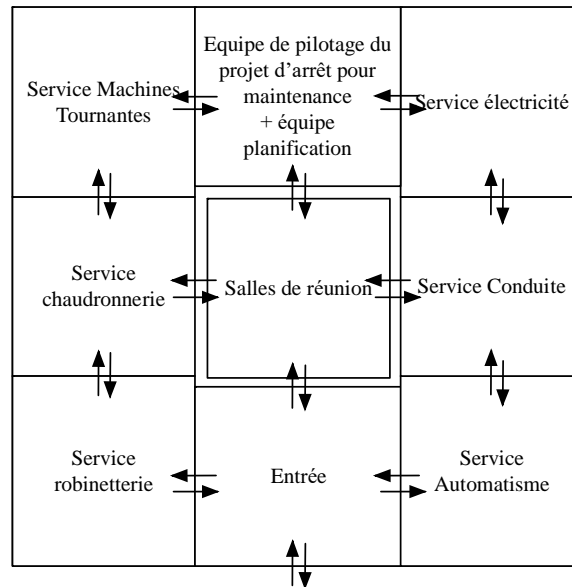 Service Machines
Tournantes
Equipe de pilotage du
projet d’arrêt pour
maintenance
+ équipe
planification
Service électricité
Service
chaudronnerie
Salles de réunion
Service Conduite
Service
robinetterie
Entrée
Service
Automatisme